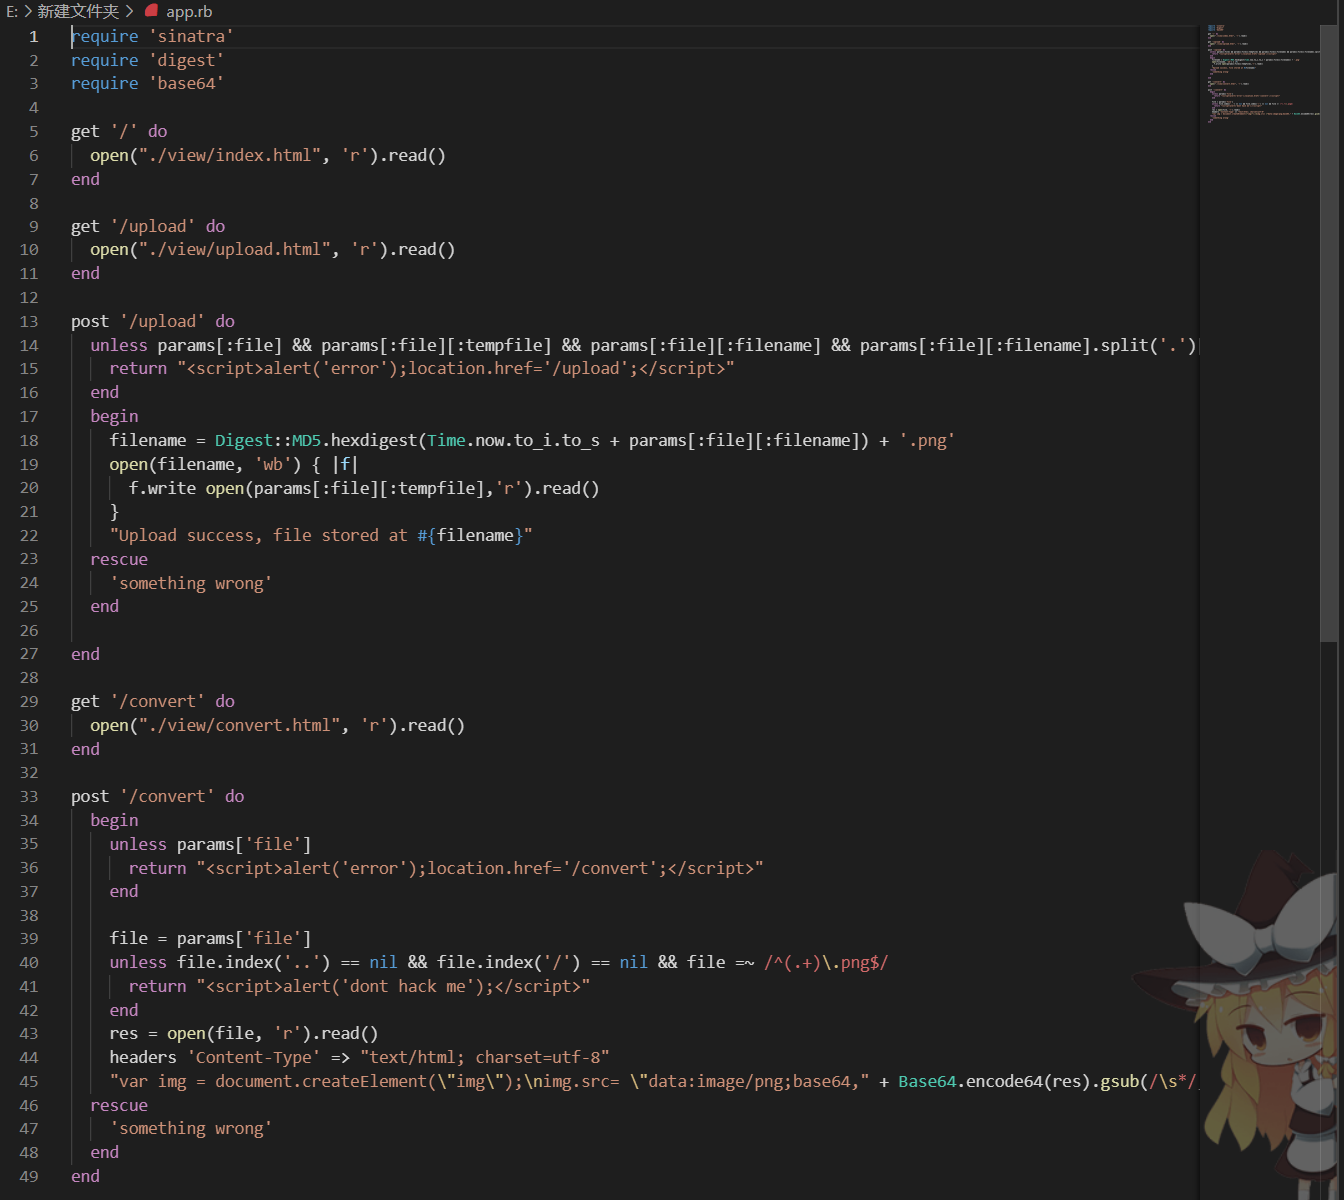 E: > 新建文件夹 > app.rb
1 require 'sinatra'
2 require 'digest'
3 require 'base64'
4
5 get '/' do
6   open("./view/index.html", 'r').read()
7 end
8
9 get '/upload' do
10   open("./view/upload.html", 'r').read()
11 end
12
13 post '/upload' do
14   unless params[:file] && params[:file][:tempfile] && params[:file][:filename] && params[:file][:filename].split('.')[
15     return "<script>alert('error');location.href='/upload';</script>"
16   end
17   begin
18     filename = Digest::MD5.hexdigest(Time.now.to_i.to_s + params[:file][:filename]) + '.png'
19     open(filename, 'wb') { |f|
20       f.write open(params[:file][:tempfile],'r').read()
21     }
22     "Upload success, file stored at #{filename}"
23   rescue
24     'something wrong'
25   end
26
27 end
28
29 get '/convert' do
30   open("./view/convert.html", 'r').read()
31 end
32
33 post '/convert' do
34   begin
35     unless params['file']
36       return "<script>alert('error');location.href='/convert';</script>"
37     end
38
39     file = params['file']
40     unless file.index('..') == nil && file.index('/') == nil && file =~ /^(.+)\.png$/
41       return "<script>alert('dont hack me');</script>"
42     end
43     res = open(file, 'r').read()
44     headers 'Content-Type' => "text/html; charset=utf-8"
45     "var img = document.createElement(\"img\");\nimg.src= \"data:image/png;base64," + Base64.encode64(res).gsub(/\s*/
46   rescue
47     'something wrong'
48   end
49 end